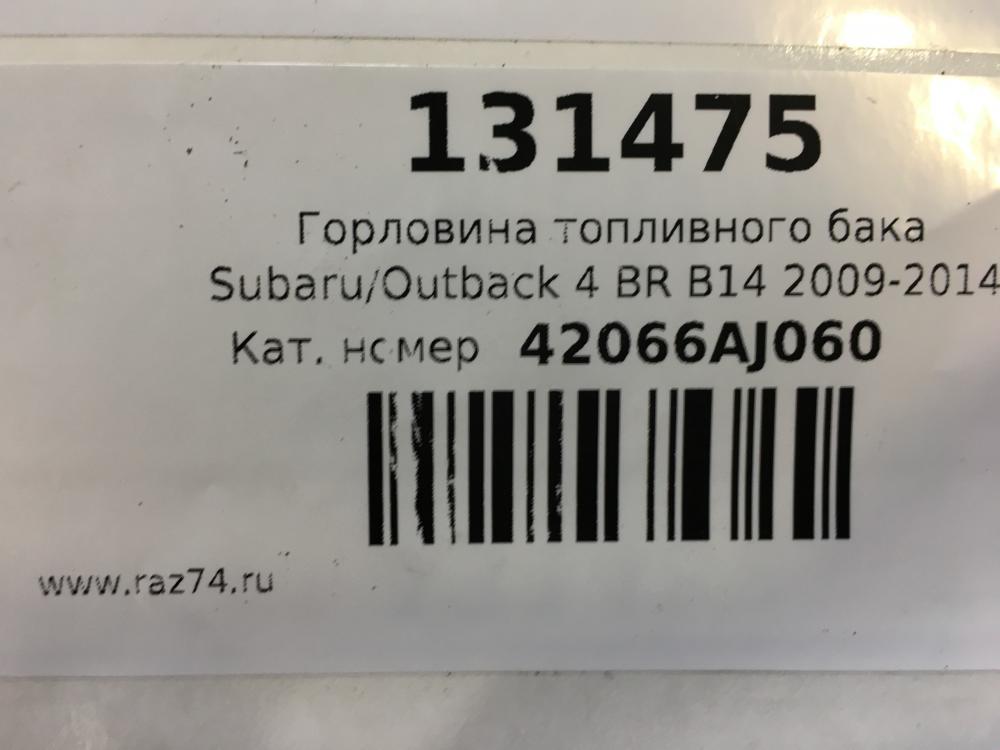 131475
Горловина топливного бака
Subaru/Outback 4 BR B14 2009-2014
Кат. номер 42066AJ060
www.raz74.ru